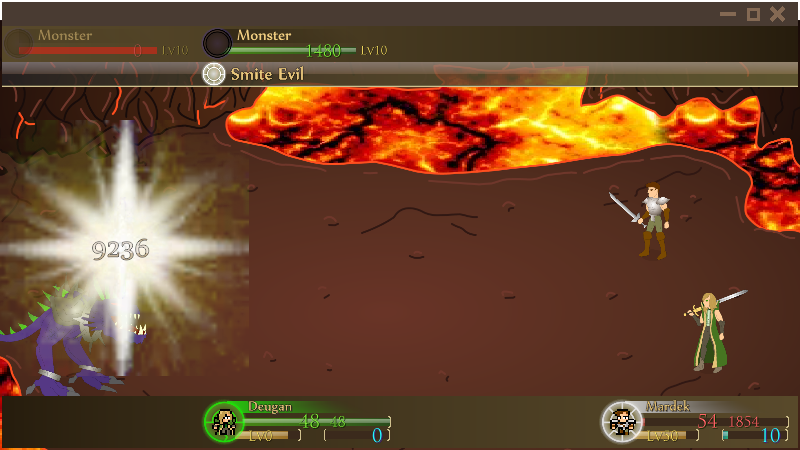 Monster
0 LV10
Monster
1480 LV10
Smite Evil
9236
Deugan
48 48
Lv0 0
Mardek
54 1854
Lv50 10